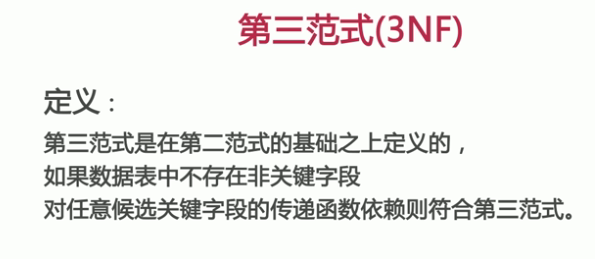 第三范式(3NF)
定义：
第三范式是在第二范式的基础之上定义的，
如果数据表中不存在非关键字段
对任意候选关键字段的传递函数依赖则符合第三范式。